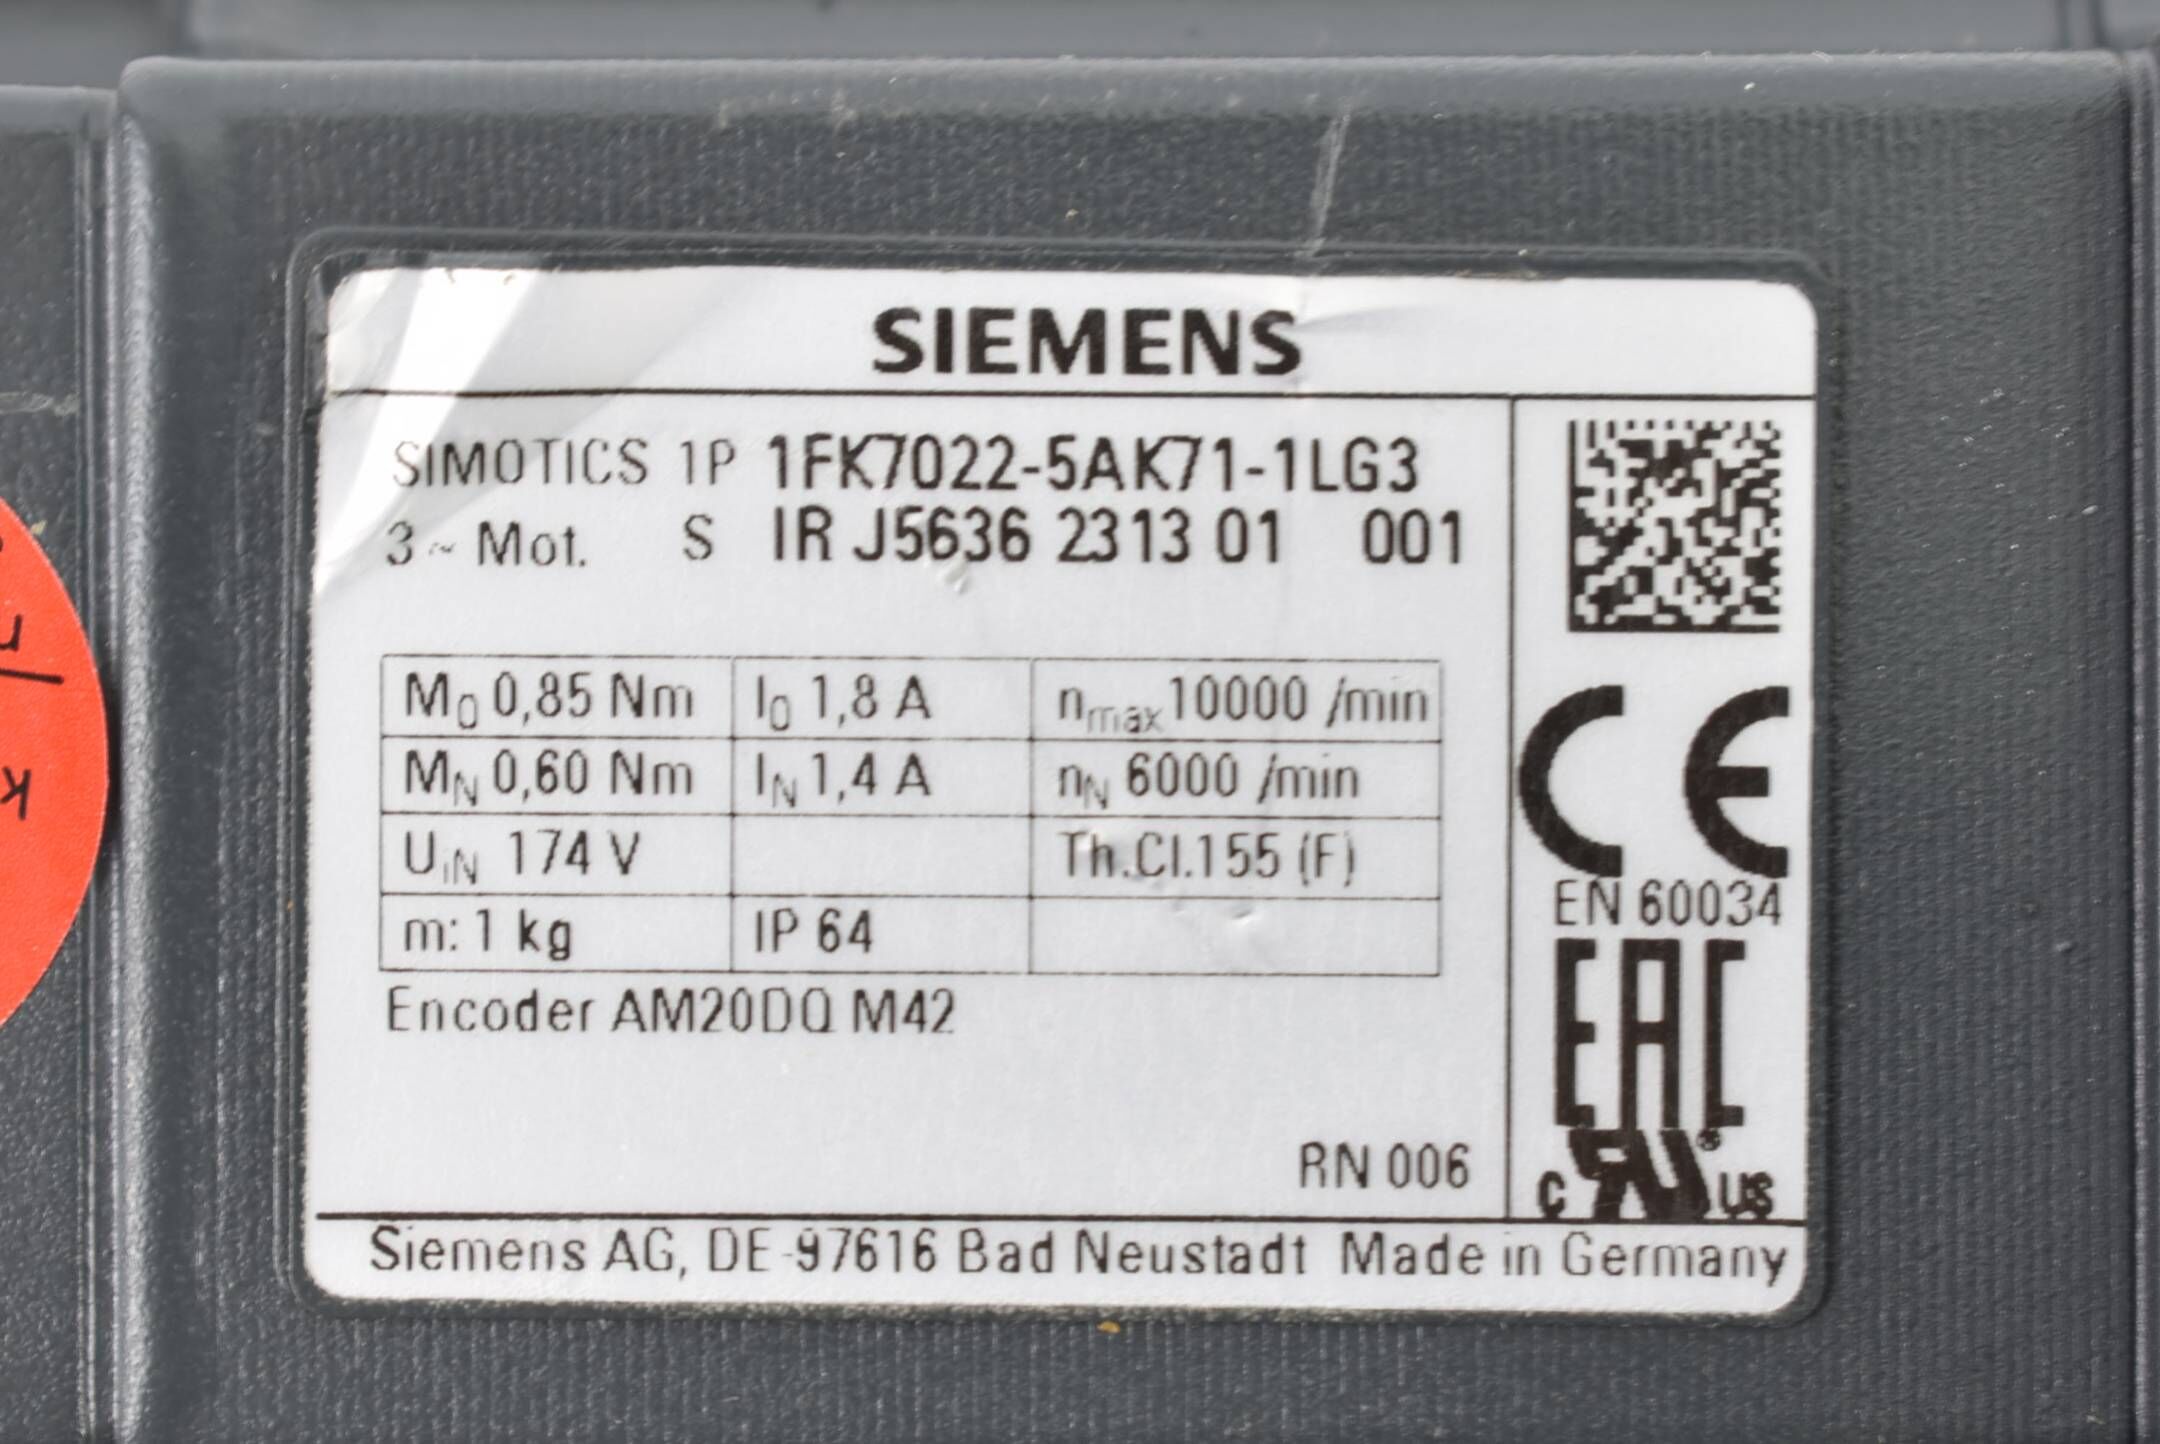 SIEMENS
SIMOTICS 1P 1FK7022-5AK71-1LG3
3 ~ Mot. S IR J5636 2313 01 001
M0 0,85 Nm I0 1,8 A nmax 10000 /min
MN 0,60 Nm IN 1,4 A nN 6000 /min
UiN 174 V Th.Cl.155 (F)
m: 1 kg IP 64
Encoder AM20DQ M42
RN 006
CE
EN 60034
EAC
c RU® US
Siemens AG, DE-97616 Bad Neustadt Made in Germany